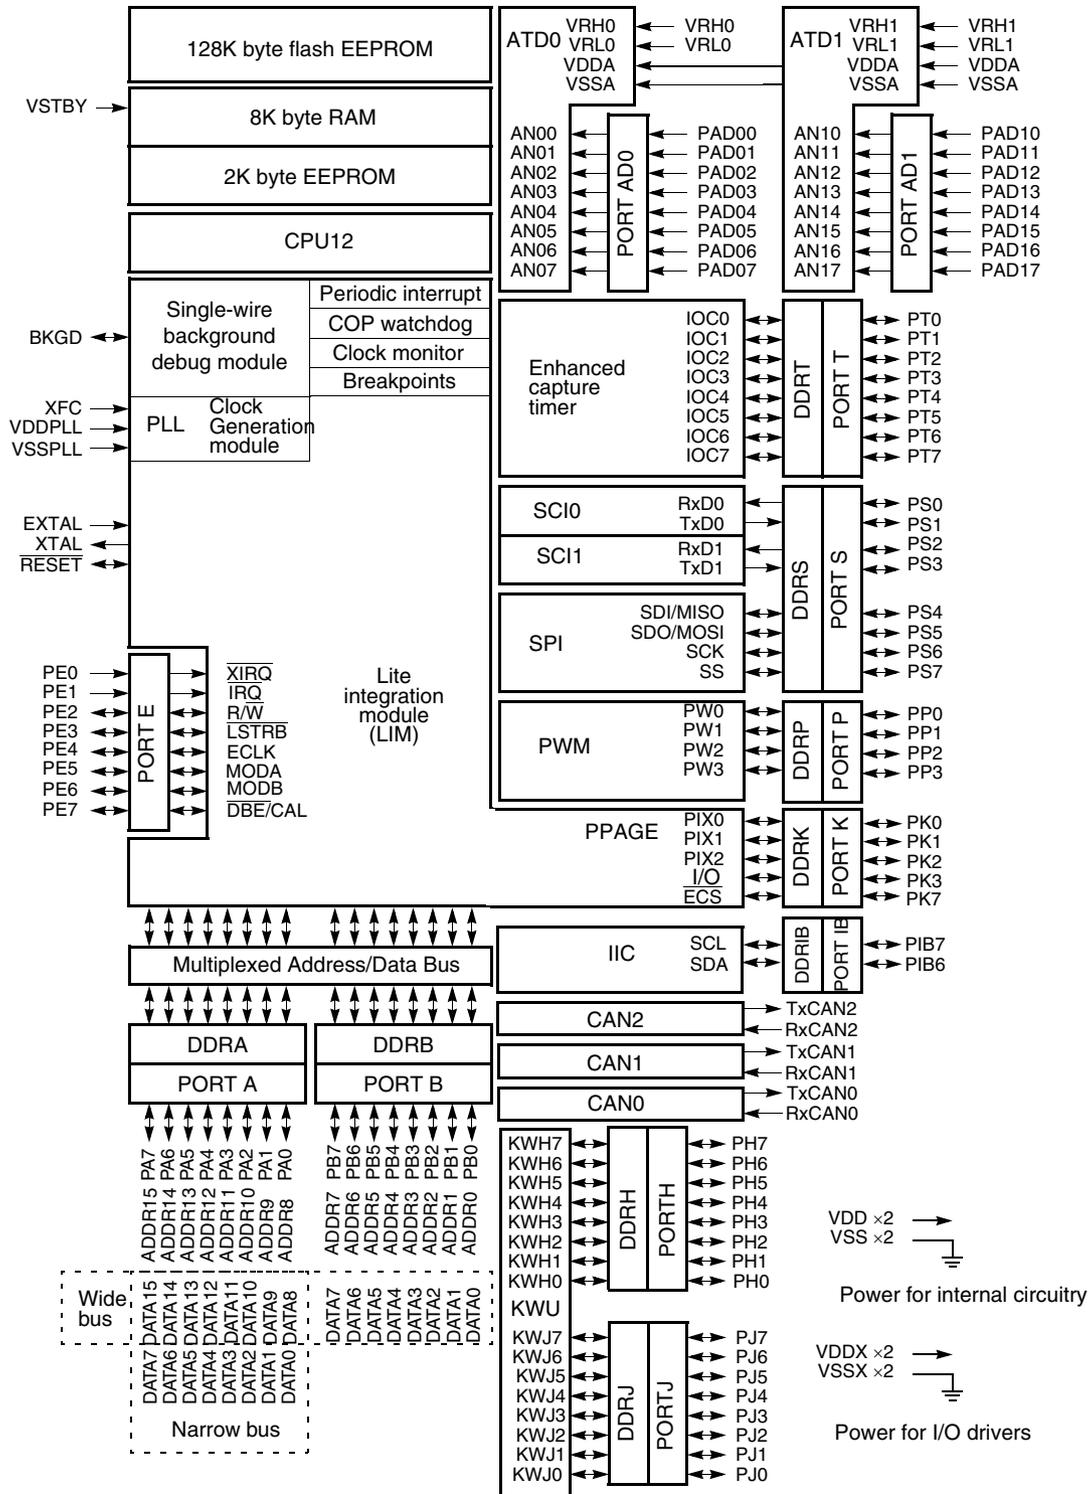 128K byte flash EEPROM
VSTBY
8K byte RAM
2K byte EEPROM
CPU12
Single-wire
background
debug module
BKGD
Periodic interrupt
COP watchdog
Clock monitor
Breakpoints
XFC
VDDPLL
VSSPLL
PLL
Clock
Generation
module
EXTAL
XTAL
RESET
Lite
integration
module
(LIM)
PE0
PE1
PE2
PE3
PE4
PE5
PE6
PE7
PORT E
XIRQ
IRQ
R/W
LSTRB
ECLK
MODA
MODB
DBE/CAL
ATD0
VRH0
VRL0
VDDA
VSSA
VRH0
VRL0
AN00
AN01
AN02
AN03
AN04
AN05
AN06
AN07
PORT AD0
PAD00
PAD01
PAD02
PAD03
PAD04
PAD05
PAD06
PAD07
ATD1
VRH1
VRL1
VDDA
VSSA
VRH1
VRL1
VDDA
VSSA
AN10
AN11
AN12
AN13
AN14
AN15
AN16
AN17
PORT AD1
PAD10
PAD11
PAD12
PAD13
PAD14
PAD15
PAD16
PAD17
Enhanced
capture
timer
IOC0
IOC1
IOC2
IOC3
IOC4
IOC5
IOC6
IOC7
DDRT
PORT T
PT0
PT1
PT2
PT3
PT4
PT5
PT6
PT7
SCI0
RxD0
TxD0
SCI1
RxD1
TxD1
SPI
SDI/MISO
SDO/MOSI
SCK
SS
DDRS
PORT S
PS0
PS1
PS2
PS3
PS4
PS5
PS6
PS7
PWM
PW0
PW1
PW2
PW3
DDRP
PORT P
PP0
PP1
PP2
PP3
PPAGE
PIX0
PIX1
PIX2
I/O
ECS
DDRK
PORT K
PK0
PK1
PK2
PK3
PK7
IIC
SCL
SDA
DDRIB
PORT IB
PIB7
PIB6
CAN2
TxCAN2
RxCAN2
CAN1
TxCAN1
RxCAN1
CAN0
TxCAN0
RxCAN0
Multiplexed Address/Data Bus
DDRA
PORT A
DDRB
PORT B
PA7
PA6
PA5
PA4
PA3
PA2
PA1
PA0
PB7
PB6
PB5
PB4
PB3
PB2
PB1
PB0
ADDR15
ADDR14
ADDR13
ADDR12
ADDR11
ADDR10
ADDR9
ADDR8
ADDR7
ADDR6
ADDR5
ADDR4
ADDR3
ADDR2
ADDR1
ADDR0
Wide
bus
DATA15
DATA14
DATA13
DATA12
DATA11
DATA10
DATA9
DATA8
DATA7
DATA6
DATA5
DATA4
DATA3
DATA2
DATA1
DATA0
DATA7
DATA6
DATA5
DATA4
DATA3
DATA2
DATA1
DATA0
Narrow bus
KWH7
KWH6
KWH5
KWH4
KWH3
KWH2
KWH1
KWH0
KWU
DDRH
PORTH
PH7
PH6
PH5
PH4
PH3
PH2
PH1
PH0
KWJ7
KWJ6
KWJ5
KWJ4
KWJ3
KWJ2
KWJ1
KWJ0
DDRJ
PORTJ
PJ7
PJ6
PJ5
PJ4
PJ3
PJ2
PJ1
PJ0
VDD ×2
VSS ×2
Power for internal circuitry
VDDX ×2
VSSX ×2
Power for I/O drivers